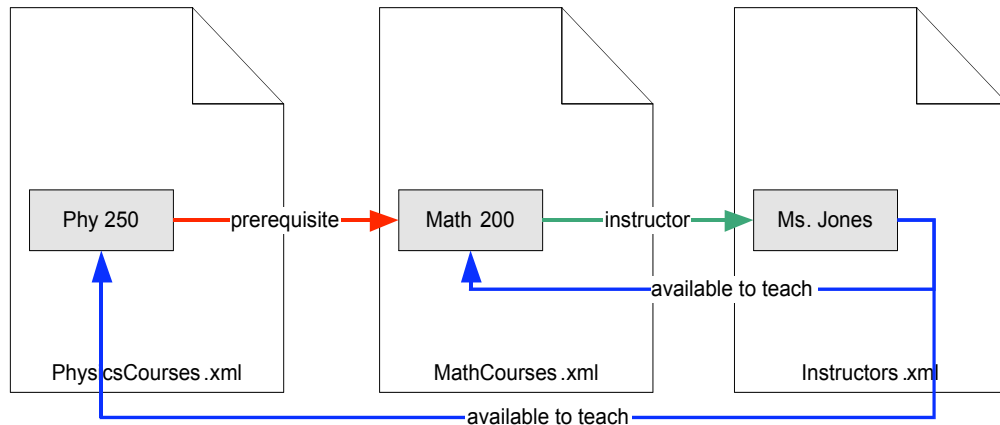 Phy 250
prerequisite
Math 200
instructor
Ms. Jones
available to teach
PhysicsCourses.xml
MathCourses.xml
Instructors.xml
available to teach